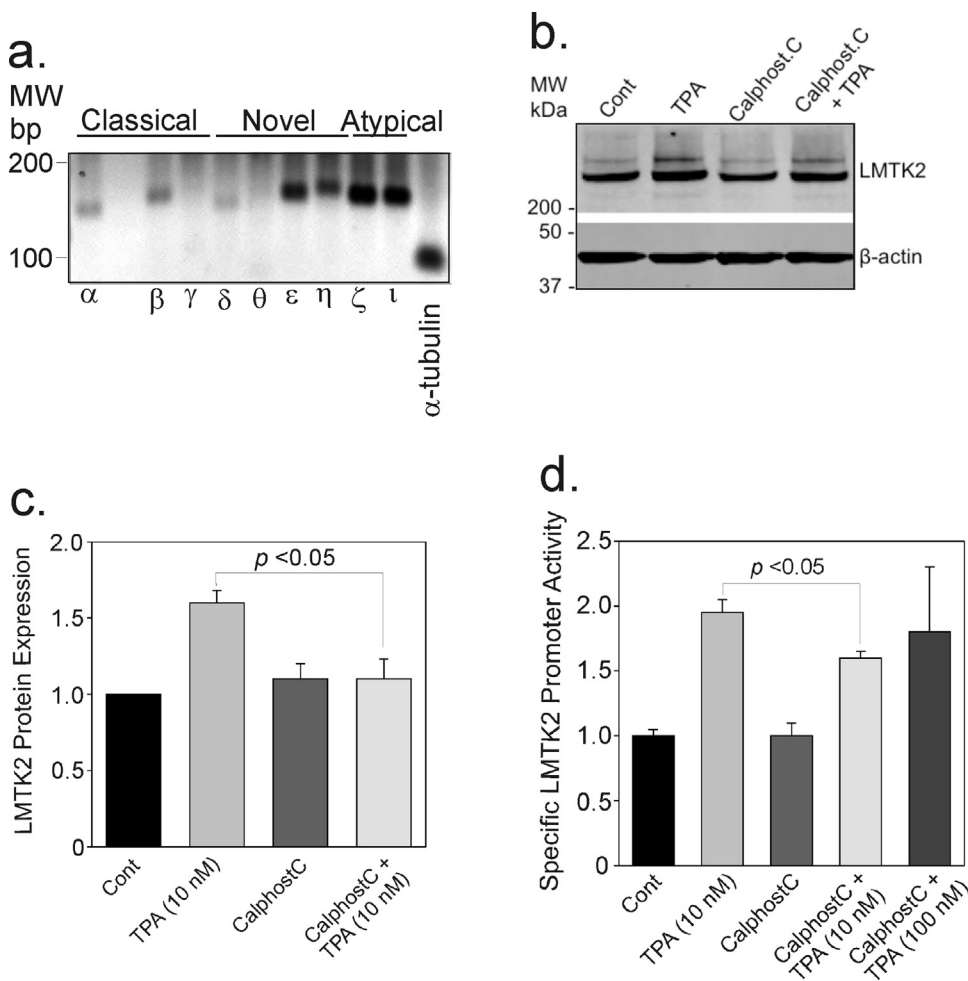 a.
MW
bp
Classical
Novel
Atypical
200
100
α
β
γ
δ
θ
ε
η
ζ
ι
α-tubulin
b.
MW
kDa
Cont
TPA
Calphost.C
Calphost.C
+ TPA
LMTK2
200 -
50 -
β-actin
37 -
c.
LMTK2 Protein Expression
2.0
1.5
1.0
0.5
0
p <0.05
Cont
TPA (10 nM)
CalphostC
CalphostC +
TPA (10 nM)
d.
Specific LMTK2 Promoter Activity
2.5
2.0
1.5
1.0
0.5
0
p <0.05
Cont
TPA (10 nM)
CalphostC
CalphostC +
TPA (10 nM)
CalphostC +
TPA (100 nM)